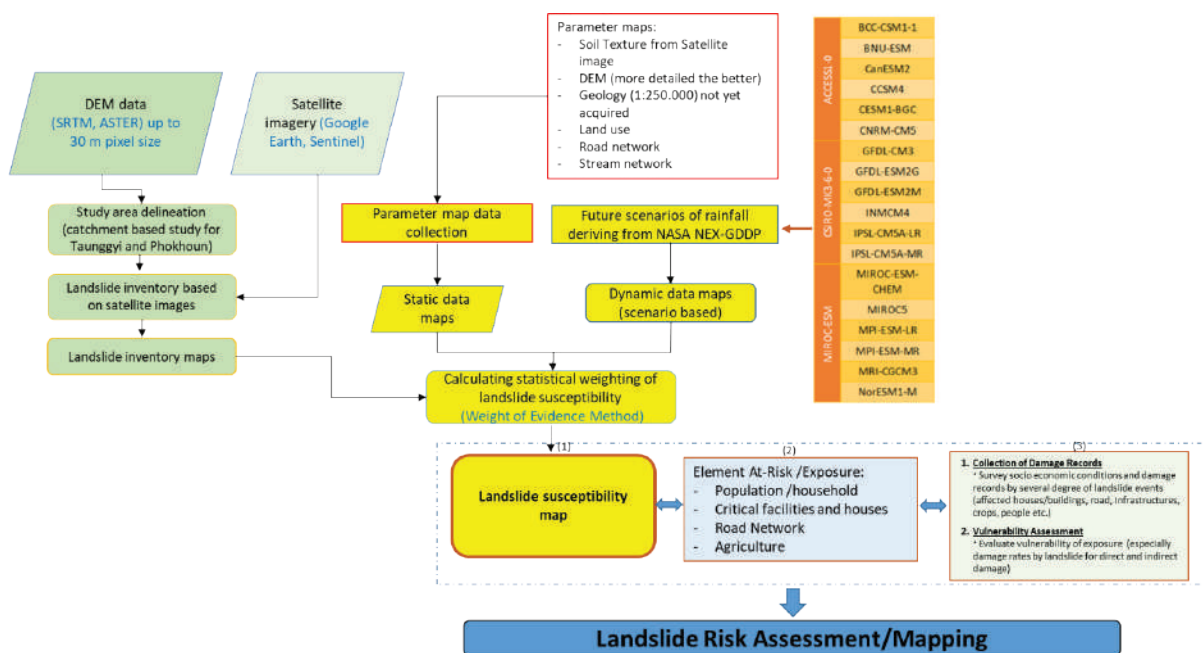 DEM data
(SRTM, ASTER) up to
30 m pixel size
Satellite
imagery (Google
Earth, Sentinel)
Study area delineation
(catchment based study for
Taunggyi and Phokhoun)
Landslide inventory based
on satellite images
Landslide inventory maps
Parameter maps:
- Soil Texture from Satellite
image
- DEM (more detailed the better)
- Geology (1:250.000) not yet
acquired
- Land use
- Road network
- Stream network
Parameter map data
collection
Future scenarios of rainfall
deriving from NASA NEX-GDDP
Static data
maps
Dynamic data maps
(scenario based)
Calculating statistical weighting of
landslide susceptibility
(Weight of Evidence Method)
ACCESS1-0
CSIRO-MK3-6-0
MIROC-ESM
BCC-CSM1-1
BNU-ESM
CanESM2
CCSM4
CESM1-BGC
CNRM-CM5
GFDL-CM3
GFDL-ESM2G
GFDL-ESM2M
INMCM4
IPSL-CM5A-LR
IPSL-CM5A-MR
MIROC-ESM-
CHEM
MIROC5
MPI-ESM-LR
MPI-ESM-MR
MRI-CGCM3
NorESM1-M
(1)
Landslide susceptibility
map
(2)
Element At-Risk /Exposure:
- Population /household
- Critical facilities and houses
- Road Network
- Agriculture
(3)
1. Collection of Damage Records
* Survey socio economic conditions and damage
records by several degree of landslide events
(affected houses/buildings, road, infrastructures,
crops, people etc.)
2. Vulnerability Assessment
* Evaluate vulnerability of exposure (especially
damage rates by landslide for direct and indirect
damage)
Landslide Risk Assessment/Mapping